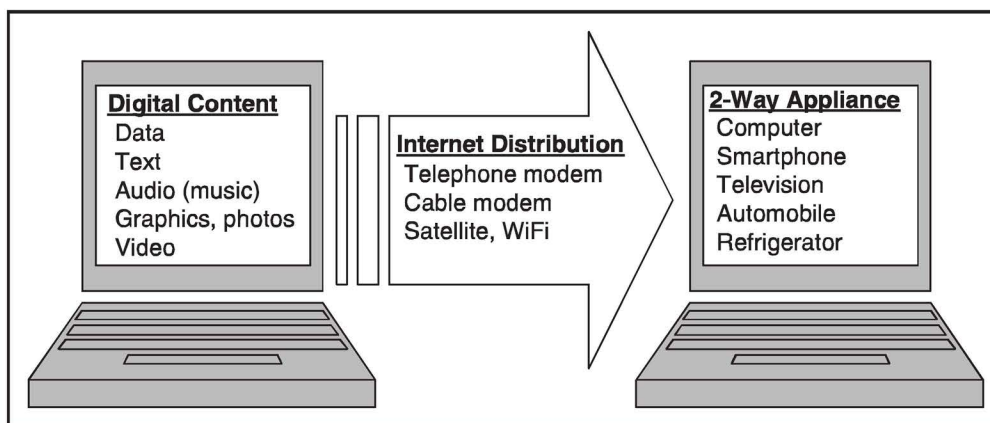 Digital Content
Data
Text
Audio (music)
Graphics, photos
Video
Internet Distribution
Telephone modem
Cable modem
Satellite, WiFi
2-Way Appliance
Computer
Smartphone
Television
Automobile
Refrigerator